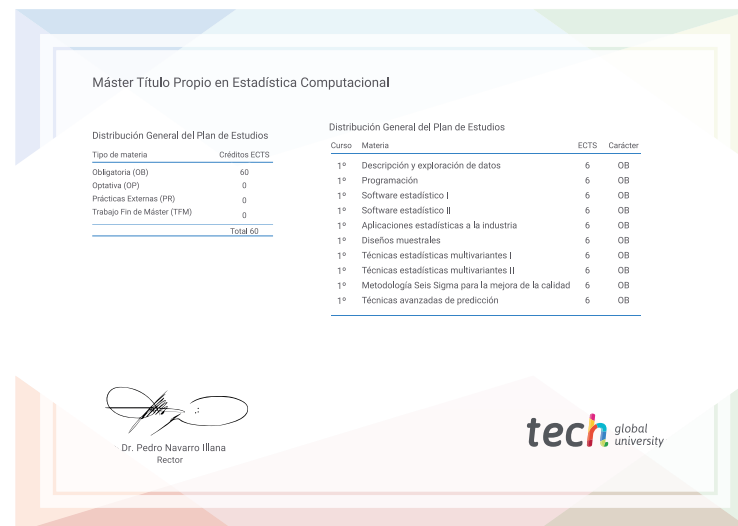 Máster Título Propio en Estadística Computacional
Distribución General del Plan de Estudios
Tipo de materia Créditos ECTS
Obligatoria (OB) 60
Optativa (OP) 0
Prácticas Externas (PR) 0
Trabajo Fin de Máster (TFM) 0
Total 60
Distribución General del Plan de Estudios
Curso Materia ECTS Carácter
1º Descripción y exploración de datos 6 OB
1º Programación 6 OB
1º Software estadístico I 6 OB
1º Software estadístico II 6 OB
1º Aplicaciones estadísticas a la industria 6 OB
1º Diseños muestrales 6 OB
1º Técnicas estadísticas multivariantes I 6 OB
1º Técnicas estadísticas multivariantes II 6 OB
1º Metodología Seis Sigma para la mejora de la calidad 6 OB
1º Técnicas avanzadas de predicción 6 OB
Dr. Pedro Navarro Illana
Rector
tech global
university